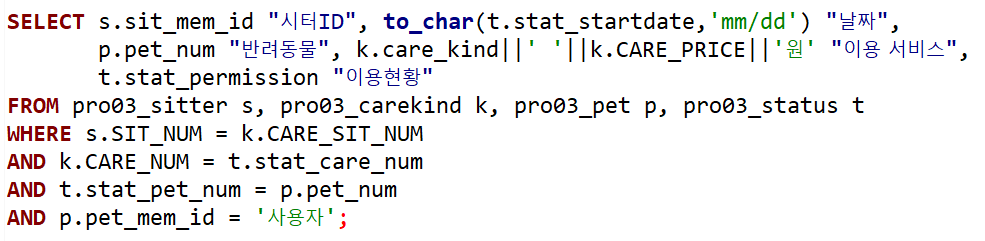 SELECT s.sit_mem_id "시터ID", to_char(t.stat_startdate,'mm/dd') "날짜",
p.pet_num "반려동물", k.care_kind||' '||k.CARE_PRICE||'원' "이용 서비스",
t.stat_permission "이용현황"
FROM pro03_sitter s, pro03_carekind k, pro03_pet p, pro03_status t
WHERE s.SIT_NUM = k.CARE_SIT_NUM
AND k.CARE_NUM = t.stat_care_num
AND t.stat_pet_num = p.pet_num
AND p.pet_mem_id = '사용자';